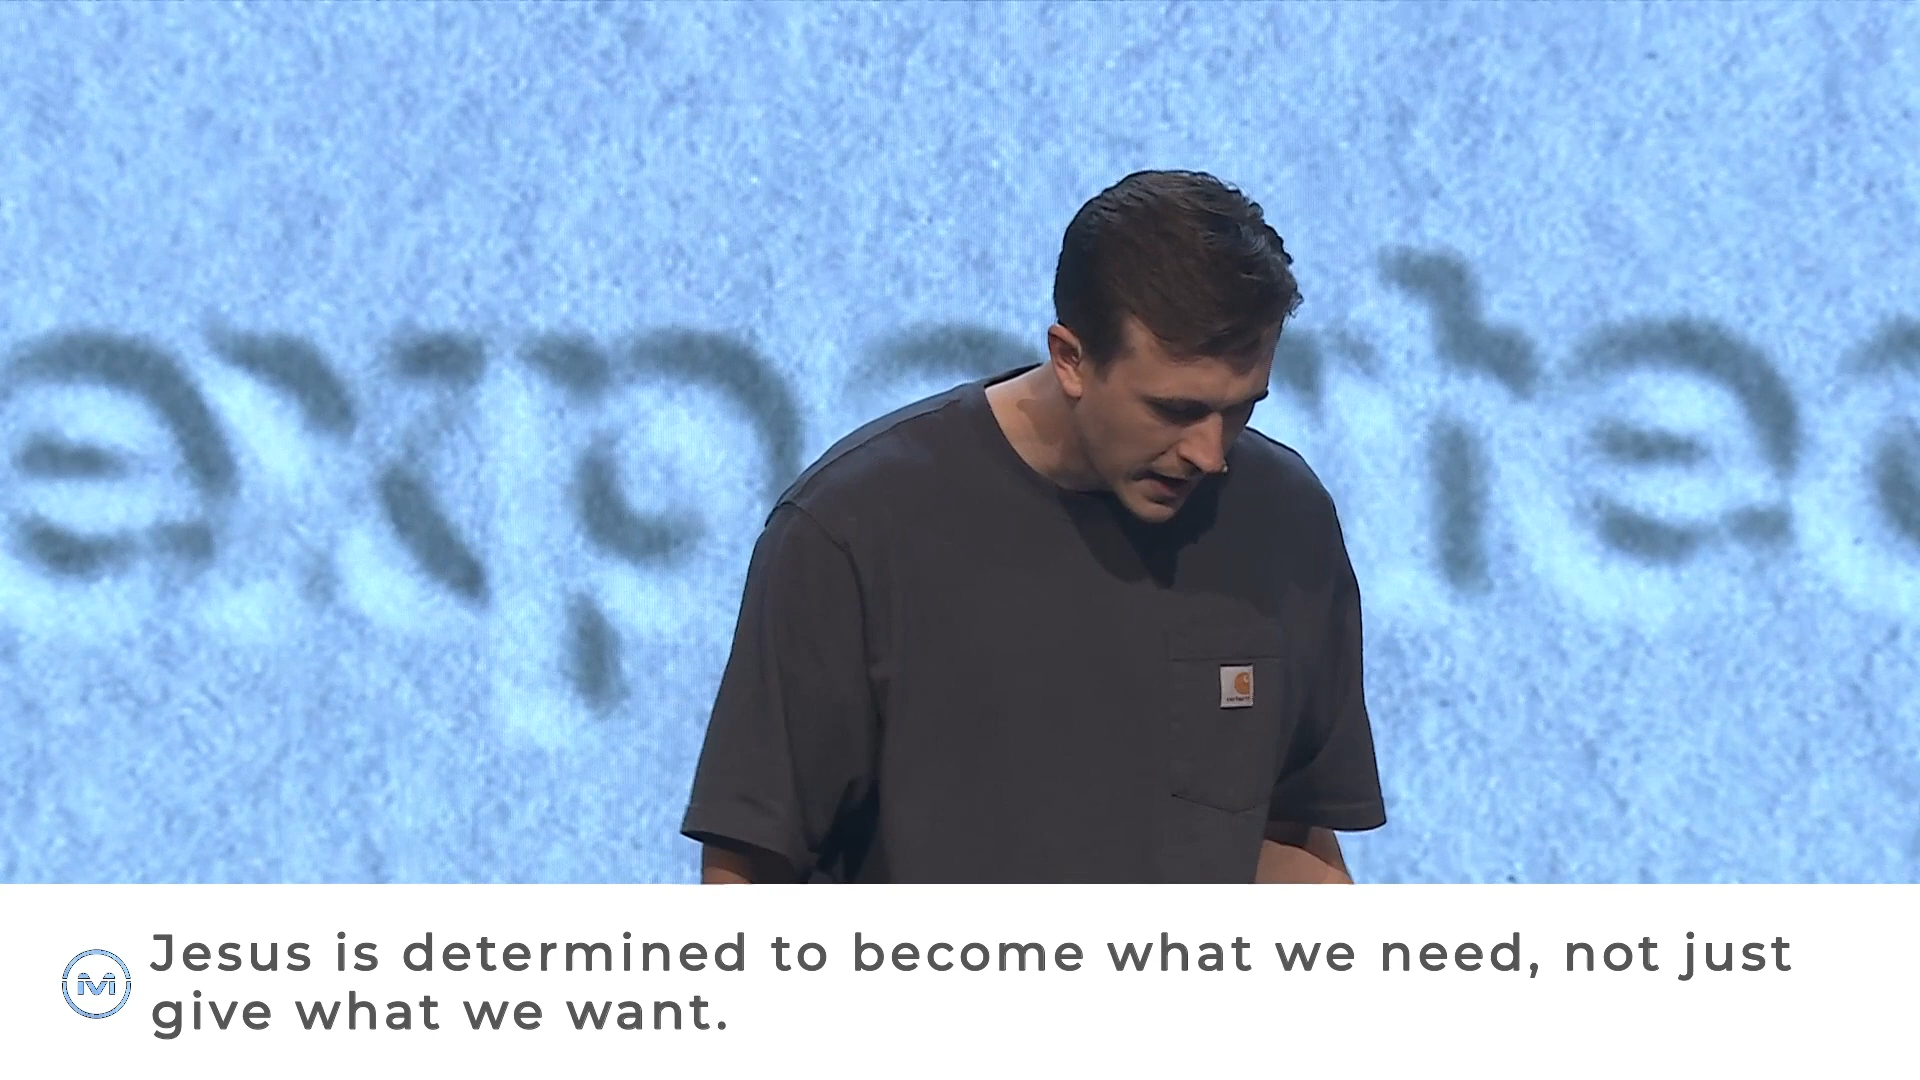 Jesus is determined to become what we need, not just
give what we want.